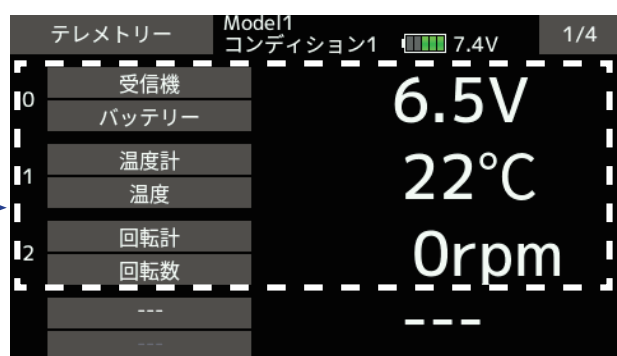 テレメトリー Model1 1/4
コンディション1 7.4V
0 受信機 6.5V
バッテリー
1 温度計 22°C
温度
2 回転計 0rpm
回転数
--- ---
---